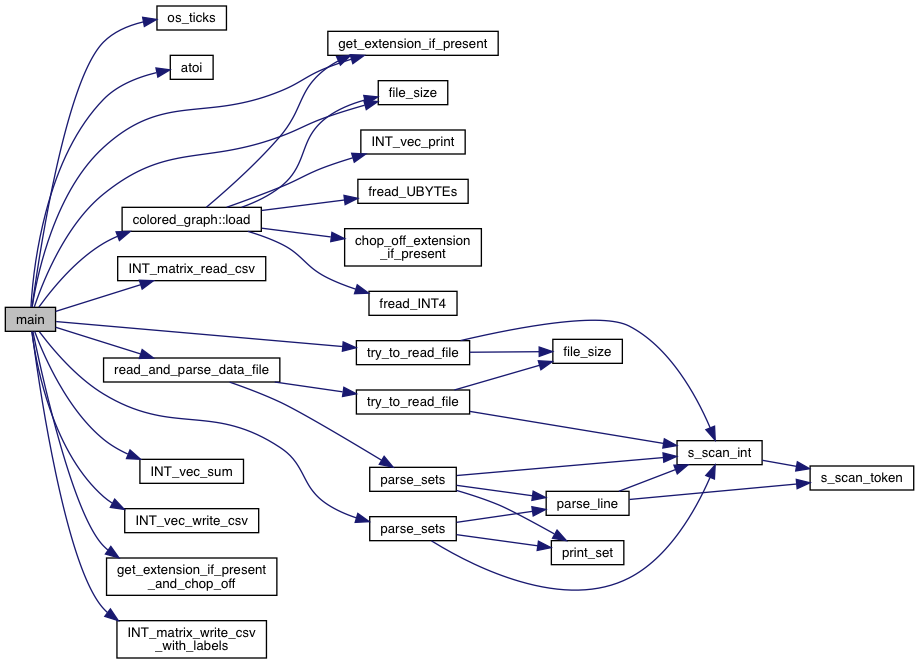 os_ticks
get_extension_if_present
atoi
file_size
INT_vec_print
fread_UBYTEs
colored_graph::load
chop_off_extension
_if_present
INT_matrix_read_csv
fread_INT4
main
try_to_read_file
file_size
read_and_parse_data_file
try_to_read_file
s_scan_int
INT_vec_sum
parse_sets
s_scan_token
parse_line
INT_vec_write_csv
parse_sets
print_set
get_extension_if_present
_and_chop_off
INT_matrix_write_csv
_with_labels